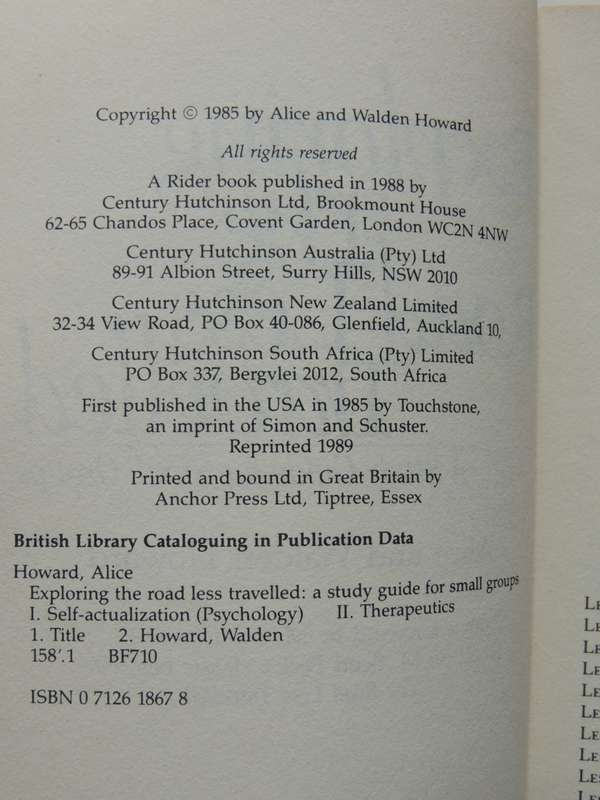 Copyright © 1985 by Alice and Walden Howard
All rights reserved
A Rider book published in 1988 by
Century Hutchinson Ltd, Brookmount House
62-65 Chandos Place, Covent Garden, London WC2N 4NW
Century Hutchinson Australia (Pty) Ltd
89-91 Albion Street, Surry Hills, NSW 2010
Century Hutchinson New Zealand Limited
32-34 View Road, PO Box 40-086, Glenfield, Auckland 10,
Century Hutchinson South Africa (Pty) Limited
PO Box 337, Bergvlei 2012, South Africa
First published in the USA in 1985 by Touchstone,
an imprint of Simon and Schuster.
Reprinted 1989
Printed and bound in Great Britain by
Anchor Press Ltd, Tiptree, Essex
British Library Cataloguing in Publication Data
Howard, Alice
Exploring the road less travelled: a study guide for small groups
I. Self-actualization (Psychology) II. Therapeutics
1. Title 2. Howard, Walden
158'.1 BF710
ISBN 0 7126 1867 8